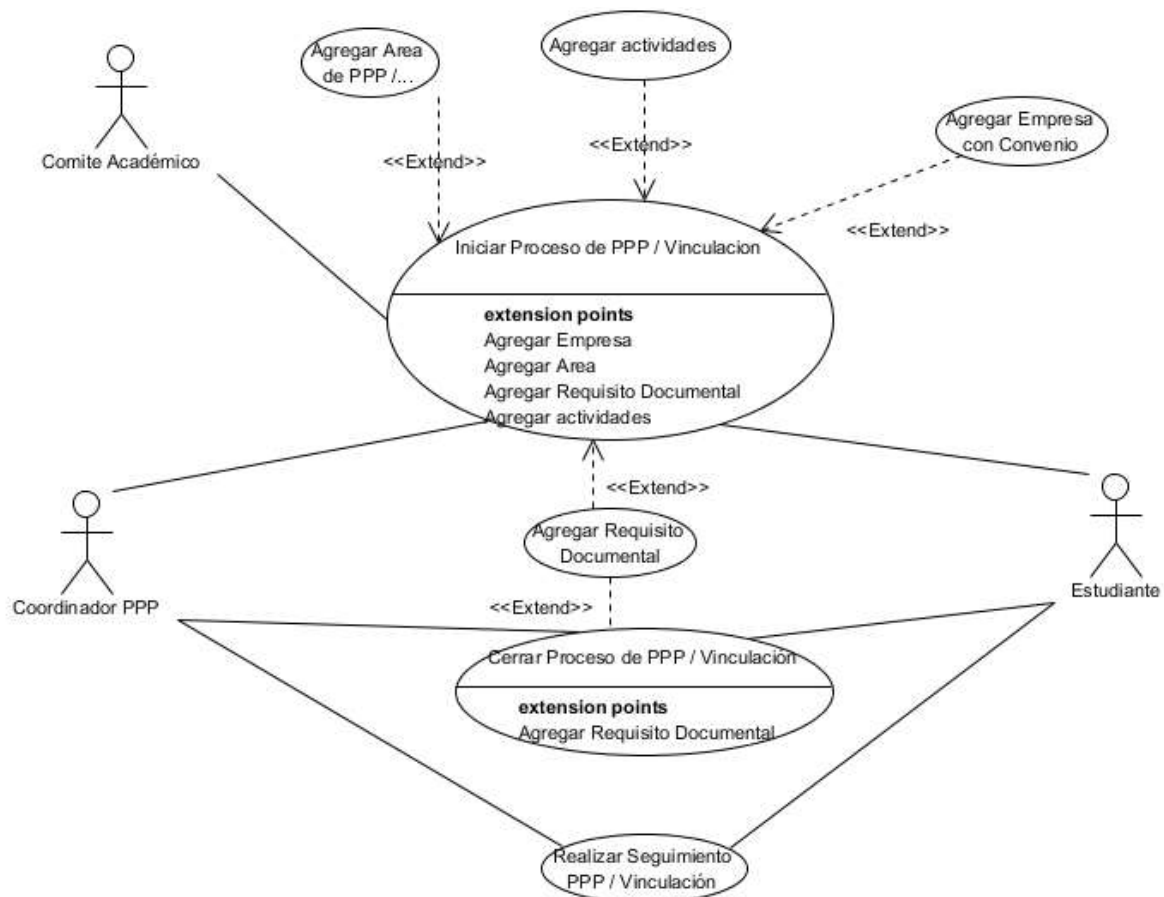 Agregar Area
de PPP /...
Agregar actividades
Agregar Empresa
con Convenio
Comite Académico
<<Extend>>
<<Extend>>
<<Extend>>
Iniciar Proceso de PPP / Vinculacion
extension points
Agregar Empresa
Agregar Area
Agregar Requisito Documental
Agregar actividades
<<Extend>>
Agregar Requisito
Documental
Coordinador PPP
Estudiante
<<Extend>>
Cerrar Proceso de PPP / Vinculación
extension points
Agregar Requisito Documental
Realizar Seguimiento
PPP / Vinculación